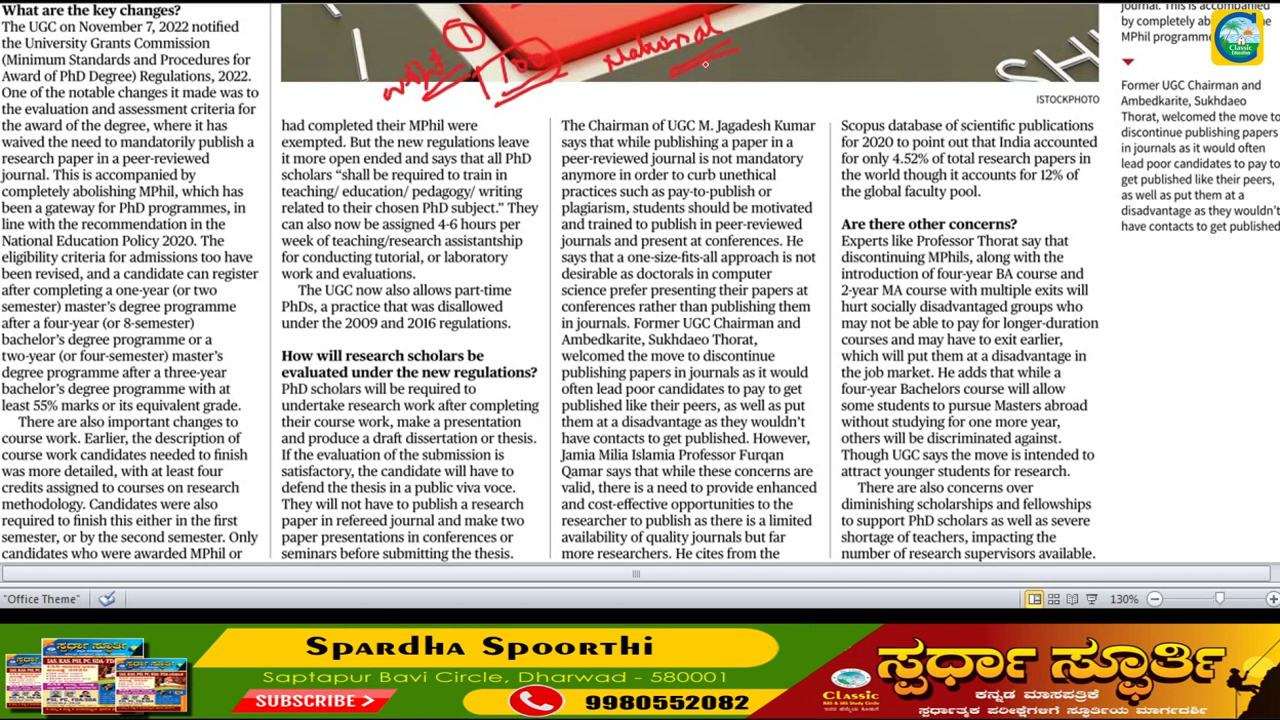 What are the key changes?
The UGC on November 7, 2022 notified
the University Grants Commission
(Minimum Standards and Procedures for
Award of PhD Degree) Regulations, 2022.
One of the notable changes it made was to
the evaluation and assessment criteria for
the award of the degree, where it has
waived the need to mandatorily publish a
research paper in a peer-reviewed
journal. This is accompanied by
completely abolishing MPhil, which has
been a gateway for PhD programmes, in
line with the recommendation in the
National Education Policy 2020. The
eligibility criteria for admissions too have
been revised, and a candidate can register
after completing a one-year (or two
semester) master’s degree programme
after a four-year (or 8-semester)
bachelor’s degree programme or a
two-year (or four-semester) master’s
degree programme after a three-year
bachelor’s degree programme with at
least 55% marks or its equivalent grade.
There are also important changes to
course work. Earlier, the description of
course work candidates needed to finish
was more detailed, with at least four
credits assigned to courses on research
methodology. Candidates were also
required to finish this either in the first
semester, or by the second semester. Only
candidates who were awarded MPhil or
1
National
ISTOCKPHOTO
had completed their MPhil were
exempted. But the new regulations leave
it more open ended and says that all PhD
scholars “shall be required to train in
teaching/ education/ pedagogy/ writing
related to their chosen PhD subject.” They
can also now be assigned 4-6 hours per
week of teaching/research assistantship
for conducting tutorial, or laboratory
work and evaluations.
The UGC now also allows part-time
PhDs, a practice that was disallowed
under the 2009 and 2016 regulations.
How will research scholars be
evaluated under the new regulations?
PhD scholars will be required to
undertake research work after completing
their course work, make a presentation
and produce a draft dissertation or thesis.
If the evaluation of the submission is
satisfactory, the candidate will have to
defend the thesis in a public viva voce.
They will not have to publish a research
paper in refereed journal and make two
paper presentations in conferences or
seminars before submitting the thesis.
The Chairman of UGC M. Jagadesh Kumar
says that while publishing a paper in a
peer-reviewed journal is not mandatory
anymore in order to curb unethical
practices such as pay-to-publish or
plagiarism, students should be motivated
and trained to publish in peer-reviewed
journals and present at conferences. He
says that a one-size-fits-all approach is not
desirable as doctorals in computer
science prefer presenting their papers at
conferences rather than publishing them
in journals. Former UGC Chairman and
Ambedkarite, Sukhdaeo Thorat,
welcomed the move to discontinue
publishing papers in journals as it would
often lead poor candidates to pay to get
published like their peers, as well as put
them at a disadvantage as they wouldn’t
have contacts to get published. However,
Jamia Milia Islamia Professor Furqan
Qamar says that while these concerns are
valid, there is a need to provide enhanced
and cost-effective opportunities to the
researcher to publish as there is a limited
availability of quality journals but far
more researchers. He cites from the
Scopus database of scientific publications
for 2020 to point out that India accounted
for only 4.52% of total research papers in
the world though it accounts for 12% of
the global faculty pool.
Are there other concerns?
Experts like Professor Thorat say that
discontinuing MPhils, along with the
introduction of four-year BA course and
2-year MA course with multiple exits will
hurt socially disadvantaged groups who
may not be able to pay for longer-duration
courses and may have to exit earlier,
which will put them at a disadvantage in
the job market. He adds that while a
four-year Bachelors course will allow
some students to pursue Masters abroad
without studying for one more year,
others will be discriminated against.
Though UGC says the move is intended to
attract younger students for research.
There are also concerns over
diminishing scholarships and fellowships
to support PhD scholars as well as severe
shortage of teachers, impacting the
number of research supervisors available.
journal. This is accompanied
by completely
MPhil programme
Former UGC Chairman and
Ambedkarite, Sukhdaeo
Thorat, welcomed the move to
discontinue publishing papers
in journals as it would often
lead poor candidates to pay to
get published like their peers,
as well as put them at a
disadvantage as they wouldn’t
have contacts to get published
Classic
Education
"Office Theme"
130%
Spardha Spoorthi
Saptapur Bavi Circle, Dharwad - 580001
SUBSCRIBE >
9980552082
Classic
IAS & KAS Study Circle
ಸ್ಪರ್ಧಾ ಸ್ಫೂರ್ತಿ
ಕನ್ನಡ ಮಾಸಪತ್ರಿಕೆ
ಸ್ಪರ್ಧಾತ್ಮಕ ಪರೀಕ್ಷೆಗಳಿಗೆ ಸ್ಫೂರ್ತಿಯ ಮಾರ್ಗದರ್ಶಿ